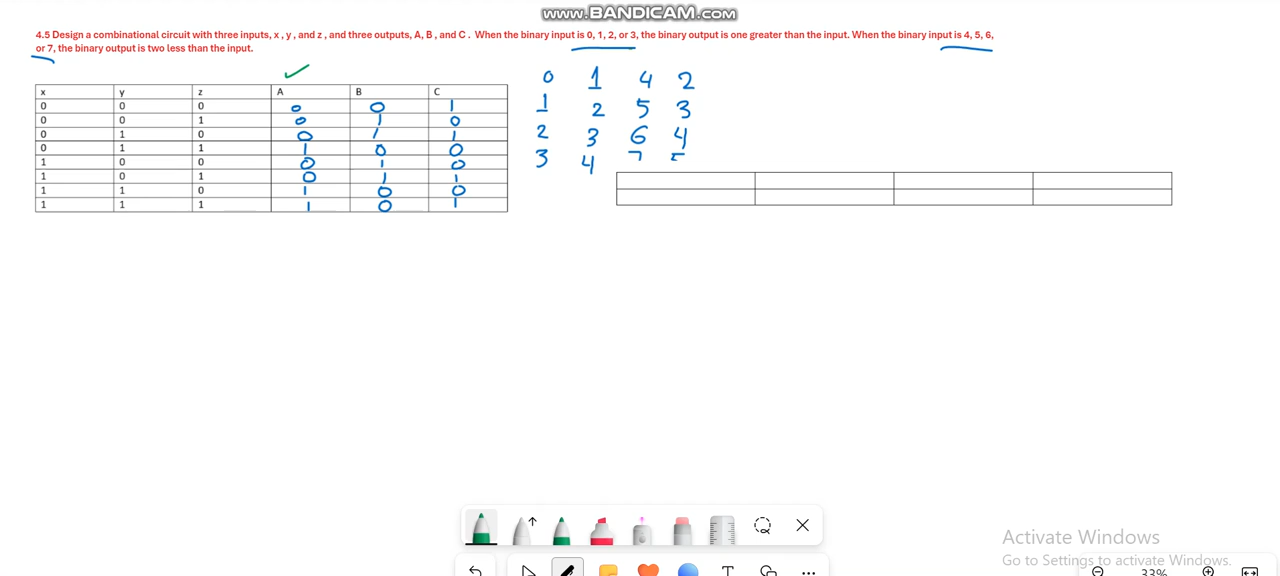 www.BANDICAM.com
4.5 Design a combinational circuit with three inputs, x , y , and z , and three outputs, A, B , and C . When the binary input is 0, 1, 2, or 3, the binary output is one greater than the input. When the binary input is 4, 5, 6,
or 7, the binary output is two less than the input.
x y z A B C
0 0 0 0 0 1
0 0 1 0 1 0
0 1 0 0 1 1
0 1 1 1 0 0
1 0 0 0 1 0
1 0 1 0 1 1
1 1 0 1 0 0
1 1 1 1 0 1
0 1 4 2
1 2 5 3
2 3 6 4
3 4 7 5
T
33%
Activate Windows
Go to Settings to activate Windows.